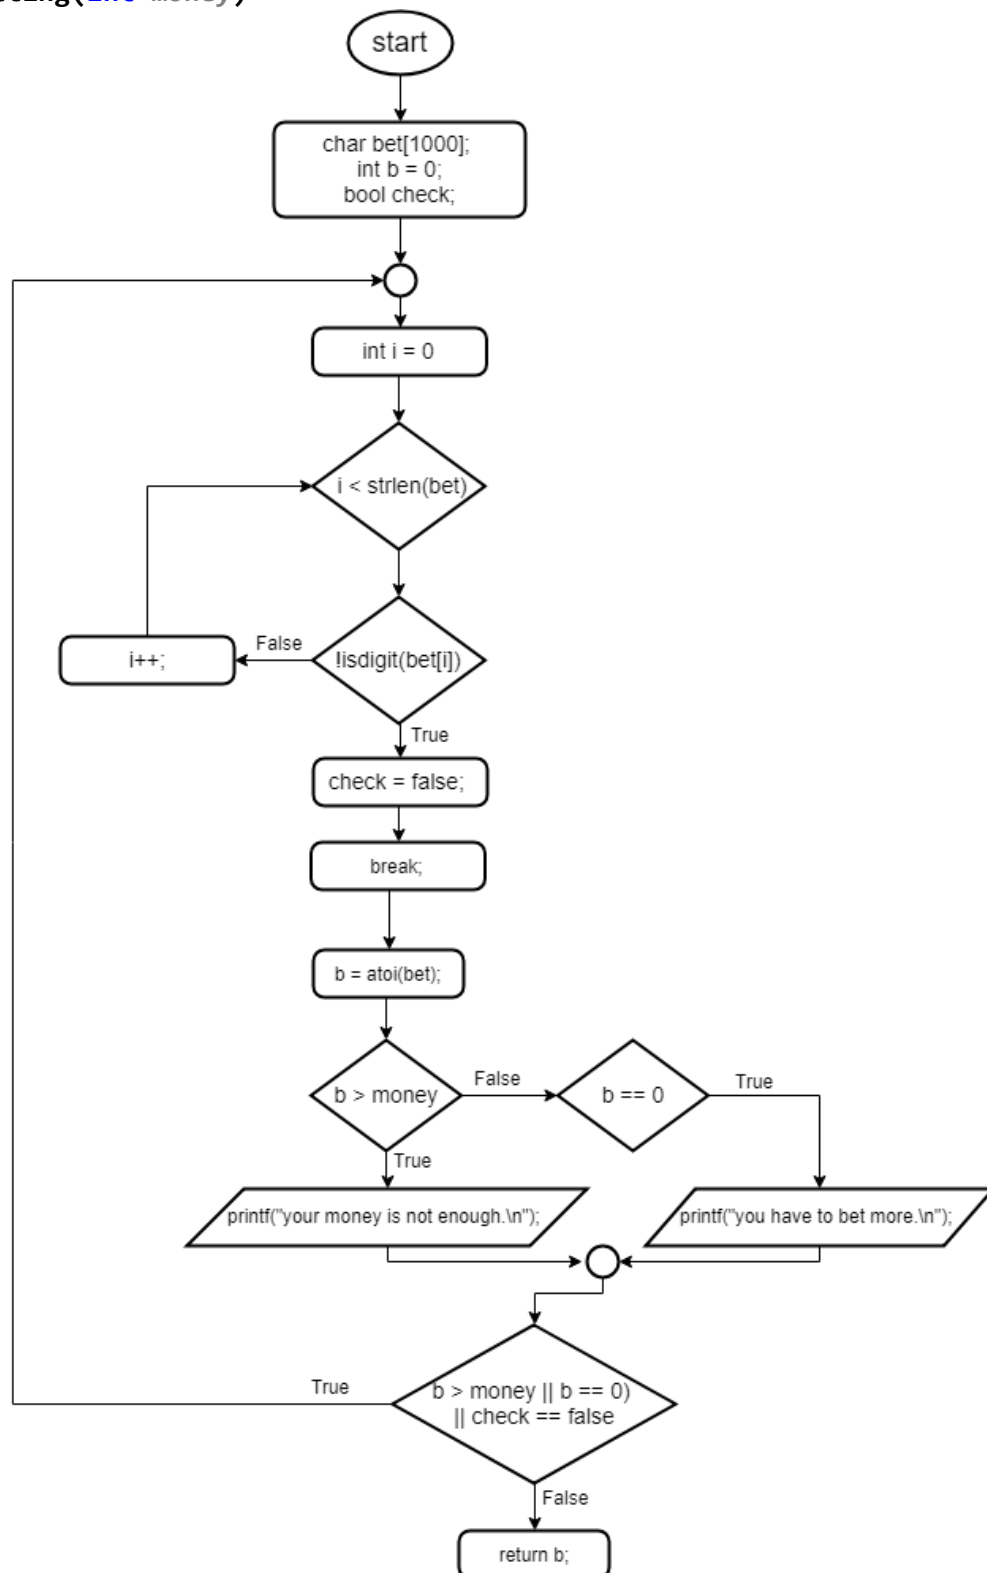 start
char bet[1000];
int b = 0;
bool check;
int i = 0
i < strlen(bet)
!isdigit(bet[i])
False
i++;
True
check = false;
break;
b = atoi(bet);
b > money
False
b == 0
True
True
printf("your money is not enough.\n");
printf("you have to bet more.\n");
b > money || b == 0)
|| check == false
True
False
return b;